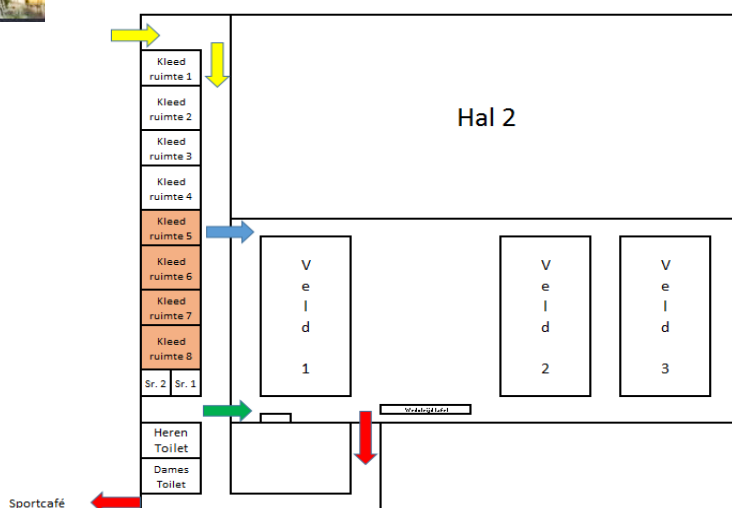 Kleed
ruimte 1
Kleed
ruimte 2
Kleed
ruimte 3
Kleed
ruimte 4
Kleed
ruimte 5
Kleed
ruimte 6
Kleed
ruimte 7
Kleed
ruimte 8
Sr. 2 Sr. 1
Heren
Toilet
Dames
Toilet
Sportcafé
Hal 2
V
e
l
d
1
V
e
l
d
2
V
e
l
d
3